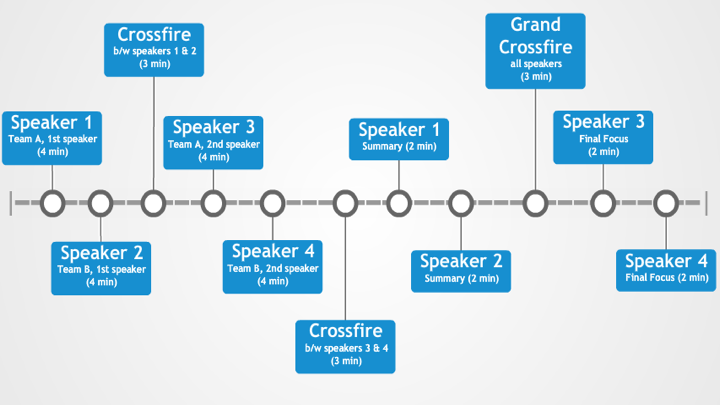 Speaker 1
Team A, 1st speaker
(4 min)
Speaker 2
Team B, 1st speaker
(4 min)
Crossfire
b/w speakers 1 & 2
(3 min)
Speaker 3
Team A, 2nd speaker
(4 min)
Speaker 4
Team B, 2nd speaker
(4 min)
Crossfire
b/w speakers 3 & 4
(3 min)
Speaker 1
Summary (2 min)
Speaker 2
Summary (2 min)
Grand
Crossfire
all speakers
(3 min)
Speaker 3
Final Focus
(2 min)
Speaker 4
Final Focus (2 min)